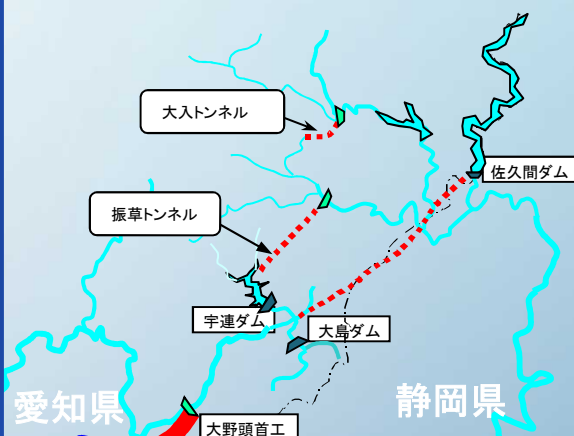 大入トンネル
佐久間ダム
振草トンネル
宇連ダム
大島ダム
愛知県
静岡県
大野頭首工